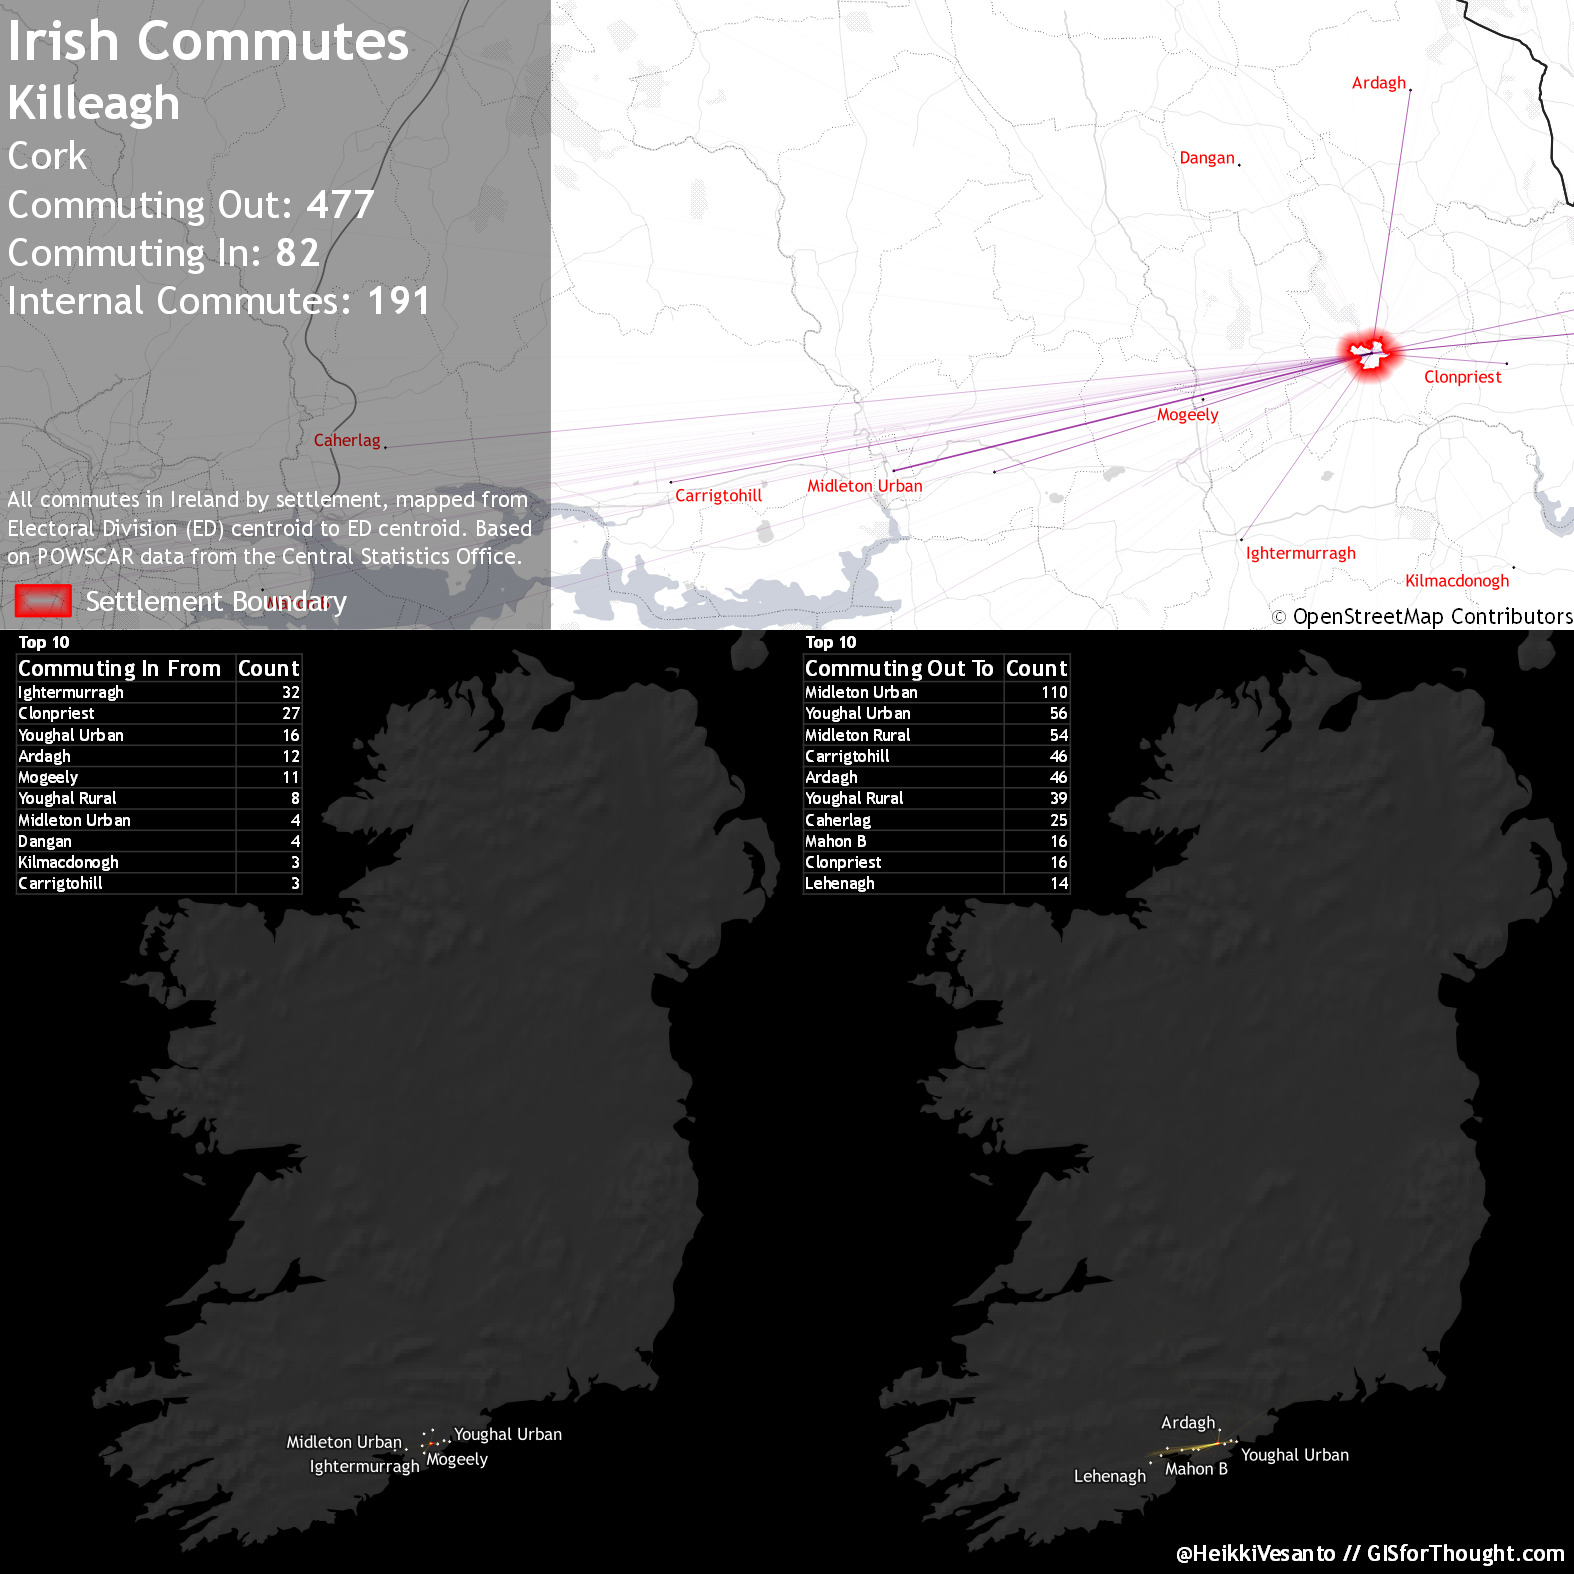 Irish Commutes
Killeagh
Cork
Commuting Out: 477
Commuting In: 82
Internal Commutes: 191
Caherlag
All commutes in Ireland by settlement, mapped from
Electoral Division (ED) centroid to ED centroid. Based
on POWSCAR data from the Central Statistics Office.
Settlement Boundary
Mahon B
Ardagh
Dangan
Clonpriest
Mogeely
Midleton Urban
Carrigtohill
Ightermurragh
Kilmacdonogh
© OpenStreetMap Contributors
Top 10
Commuting In From Count
Ightermurragh 32
Clonpriest 27
Youghal Urban 16
Ardagh 12
Mogeely 11
Youghal Rural 8
Midleton Urban 4
Dangan 4
Kilmacdonogh 3
Carrigtohill 3
Top 10
Commuting Out To Count
Midleton Urban 110
Youghal Urban 56
Midleton Rural 54
Carrigtohill 46
Ardagh 46
Youghal Rural 39
Caherlag 25
Mahon B 16
Clonpriest 16
Lehenagh 14
Midleton Urban
Youghal Urban
Ightermurragh
Mogeely
Ardagh
Youghal Urban
Mahon B
Lehenagh
@HeikkiVesanto // GISforThought.com